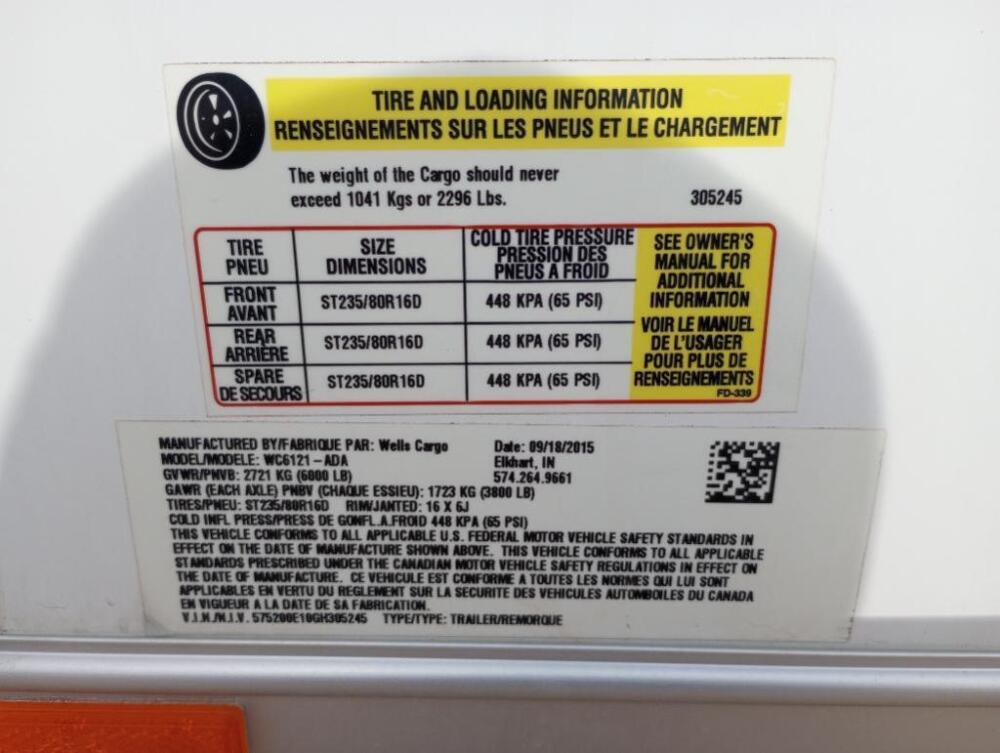 TIRE AND LOADING INFORMATION
RENSEIGNEMENTS SUR LES PNEUS ET LE CHARGEMENT
The weight of the Cargo should never
exceed 1041 Kgs or 2296 Lbs.
305245
TIRE PNEU SIZE DIMENSIONS COLD TIRE PRESSURE PRESSION DES PNEUS A FROID
FRONT AVANT ST235/80R16D 448 KPA (65 PSI)
REAR ARRIÈRE ST235/80R16D 448 KPA (65 PSI)
SPARE DE SECOURS ST235/80R16D 448 KPA (65 PSI)
SEE OWNER'S
MANUAL FOR
ADDITIONAL
INFORMATION
VOIR LE MANUEL
DE L'USAGER
POUR PLUS DE
RENSEIGNEMENTS
FD-339
MANUFACTURED BY/FABRIQUE PAR: Wells Cargo Date: 09/18/2015
MODEL/MODELE: WC6121-ADA Elkhart, IN
GVWR/PNVB: 2721 KG (6000 LB) 574.264.9661
GAWR (EACH AXLE) PNBV (CHAQUE ESSIEU): 1723 KG (3800 LB)
TIRES/PNEU: ST235/80R16D RIM/JANTED: 16 X 6J
COLD INFL PRESS/PRESS DE GONFL.A.FROID 448 KPA (65 PSI)
THIS VEHICLE CONFORMS TO ALL APPLICABLE U.S. FEDERAL MOTOR VEHICLE SAFETY STANDARDS IN
EFFECT ON THE DATE OF MANUFACTURE SHOWN ABOVE. THIS VEHICLE CONFORMS TO ALL APPLICABLE
STANDARDS PRESCRIBED UNDER THE CANADIAN MOTOR VEHICLE SAFETY REGULATIONS IN EFFECT ON
THE DATE OF MANUFACTURE. CE VEHICULE EST CONFORME A TOUTES LES NORMES QUI LUI SONT
APPLICABLES EN VERTU DU REGLEMENT SUR LA SECURITE DES VEHICULES AUTOMBOILES DU CANADA
EN VIGUEUR A LA DATE DE SA FABRICATION.
V.I.N./N.I.V. 575200E10GH305245 TYPE/TYPE: TRAILER/REMORQUE